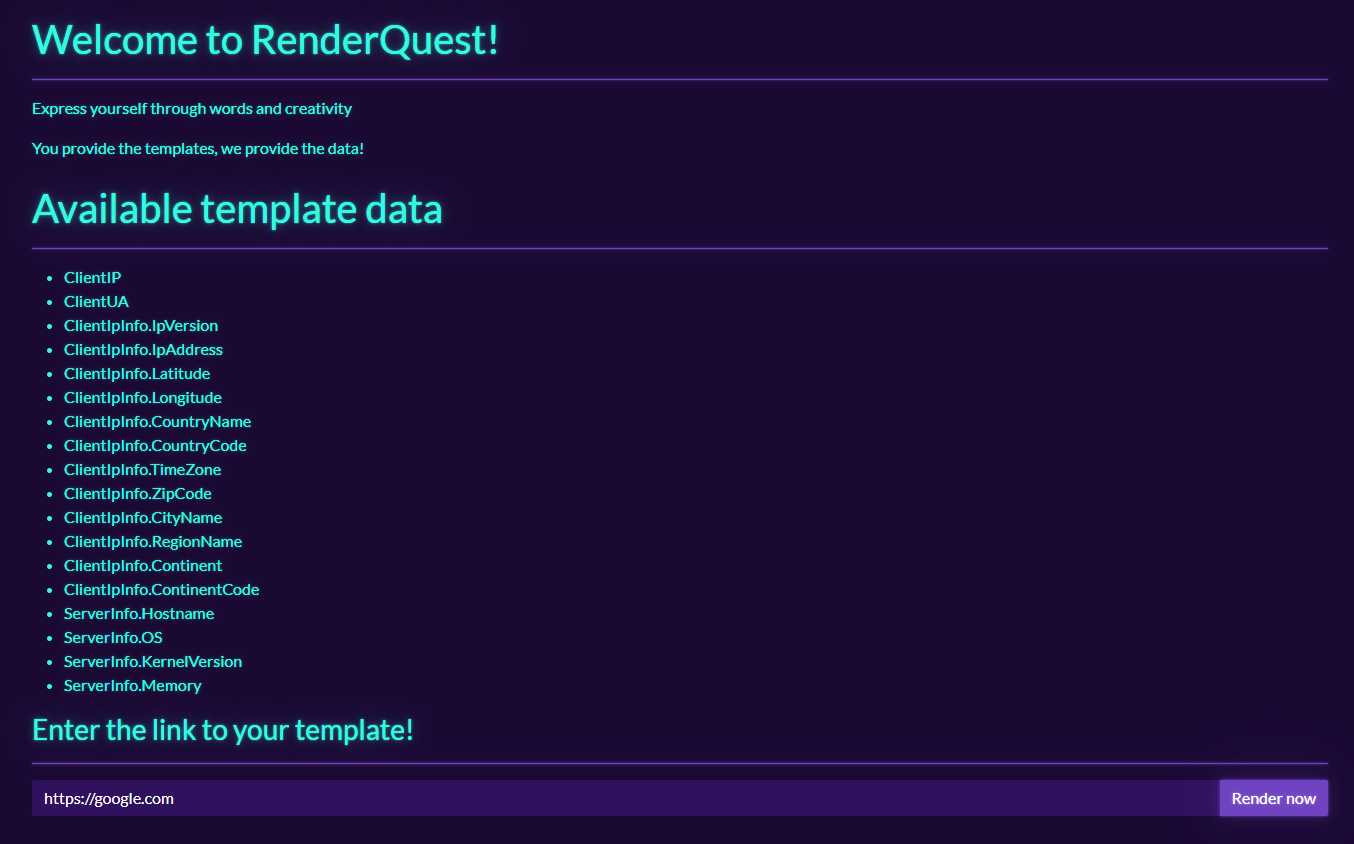 Welcome to RenderQuest!
Express yourself through words and creativity
You provide the templates, we provide the data!
Available template data
ClientIP
ClientUA
ClientIpInfo.IpVersion
ClientIpInfo.IpAddress
ClientIpInfo.Latitude
ClientIpInfo.Longitude
ClientIpInfo.CountryName
ClientIpInfo.CountryCode
ClientIpInfo.TimeZone
ClientIpInfo.ZipCode
ClientIpInfo.CityName
ClientIpInfo.RegionName
ClientIpInfo.Continent
ClientIpInfo.ContinentCode
ServerInfo.Hostname
ServerInfo.OS
ServerInfo.KernelVersion
ServerInfo.Memory
Enter the link to your template!
https://google.com Render now